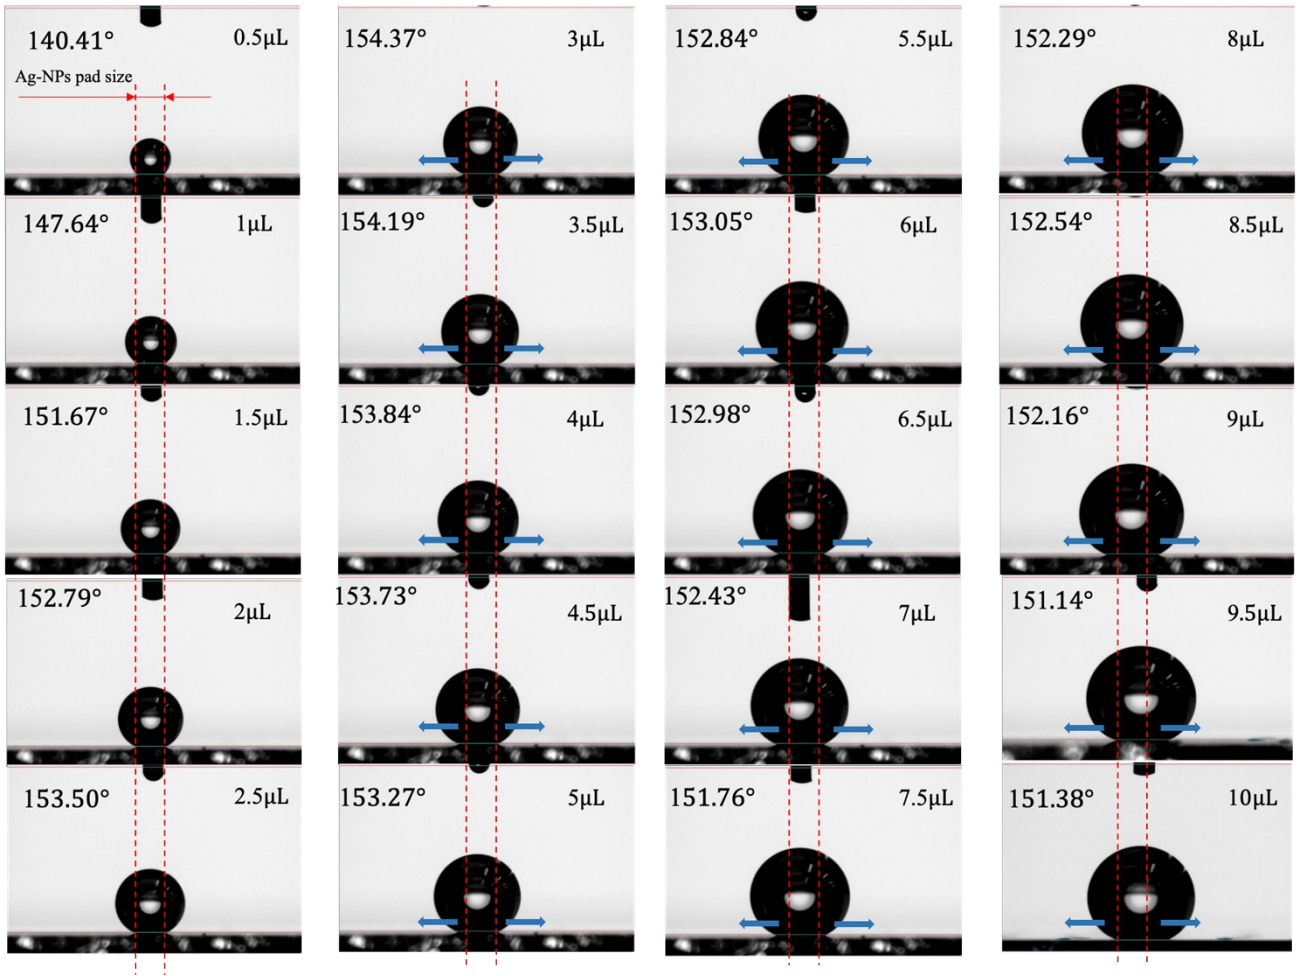 140.41° 0.5μL
Ag-NPs pad size
154.37° 3μL
152.84° 5.5μL
152.29° 8μL
147.64° 1μL
154.19° 3.5μL
153.05° 6μL
152.54° 8.5μL
151.67° 1.5μL
153.84° 4μL
152.98° 6.5μL
152.16° 9μL
152.79° 2μL
153.73° 4.5μL
152.43° 7μL
151.14° 9.5μL
153.50° 2.5μL
153.27° 5μL
151.76° 7.5μL
151.38° 10μL